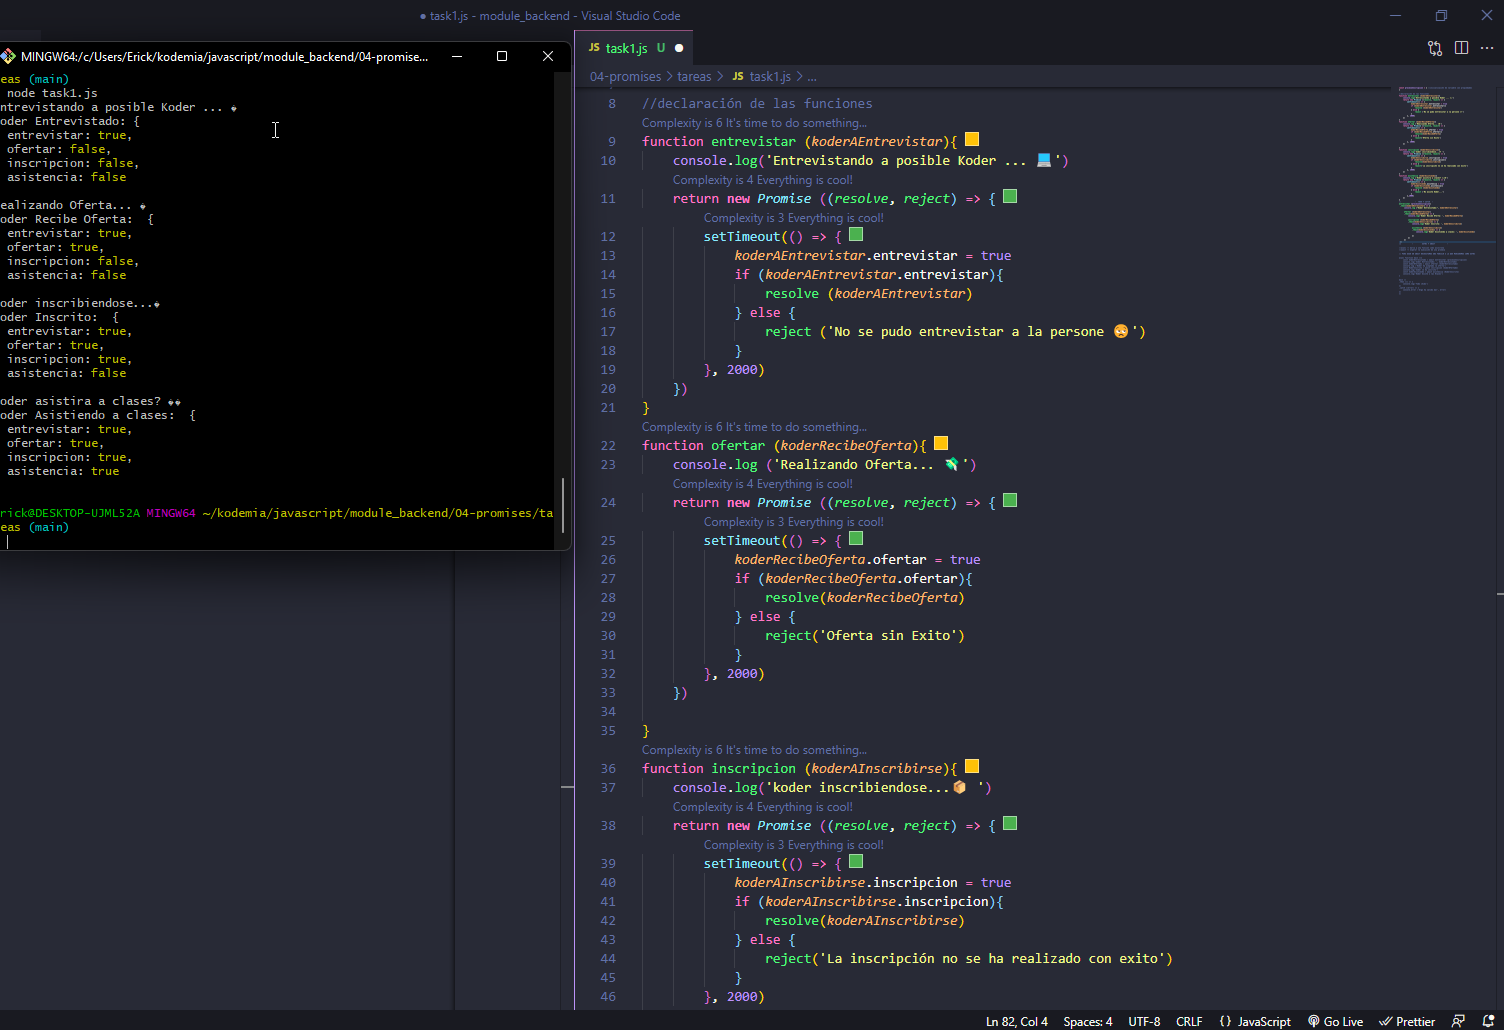 task1.js - module_backend - Visual Studio Code
MINGW64:/c/Users/Erick/kodemia/javascript/module_backend/04-promise...
eas (main)
node task1.js
ntrevistando a posible Koder ...
oder Entrevistado: {
entrevistar: true,
ofertar: false,
inscripcion: false,
asistencia: false
ealizando Oferta...
oder Recibe Oferta:  {
entrevistar: true,
ofertar: true,
inscripcion: false,
asistencia: false
oder inscribiendose...
oder Inscrito:  {
entrevistar: true,
ofertar: true,
inscripcion: true,
asistencia: false
oder asistira a clases?
oder Asistiendo a clases:  {
entrevistar: true,
ofertar: true,
inscripcion: true,
asistencia: true
rick@DESKTOP-UJML52A MINGW64 ~/kodemia/javascript/module_backend/04-promises/ta
eas (main)
JS task1.js U
04-promises > tareas > JS task1.js > ...
8 //declaración de las funciones
Complexity is 6 It's time to do something...
9 function entrevistar (koderAEntrevistar){
10 console.log('Entrevistando a posible Koder ... 💻')
Complexity is 4 Everything is cool!
11 return new Promise ((resolve, reject) => {
Complexity is 3 Everything is cool!
12 setTimeout(() => {
13 koderAEntrevistar.entrevistar = true
14 if (koderAEntrevistar.entrevistar){
15 resolve (koderAEntrevistar)
16 } else {
17 reject ('No se pudo entrevistar a la persone ')
18 }
19 }, 2000)
20 })
21 }
Complexity is 6 It's time to do something...
22 function ofertar (koderRecibeOferta){
23 console.log ('Realizando Oferta... 💸')
Complexity is 4 Everything is cool!
24 return new Promise ((resolve, reject) => {
Complexity is 3 Everything is cool!
25 setTimeout(() => {
26 koderRecibeOferta.ofertar = true
27 if (koderRecibeOferta.ofertar){
28 resolve(koderRecibeOferta)
29 } else {
30 reject('Oferta sin Exito')
31 }
32 }, 2000)
33 })
34
35 }
Complexity is 6 It's time to do something...
36 function inscripcion (koderAInscribirse){
37 console.log('koder inscribiendose...📦 ')
Complexity is 4 Everything is cool!
38 return new Promise ((resolve, reject) => {
Complexity is 3 Everything is cool!
39 setTimeout(() => {
40 koderAInscribirse.inscripcion = true
41 if (koderAInscribirse.inscripcion){
42 resolve(koderAInscribirse)
43 } else {
44 reject('La inscripción no se ha realizado con exito')
45 }
46 }, 2000)
Ln 82, Col 4 Spaces: 4 UTF-8 CRLF {} JavaScript Go Live Prettier